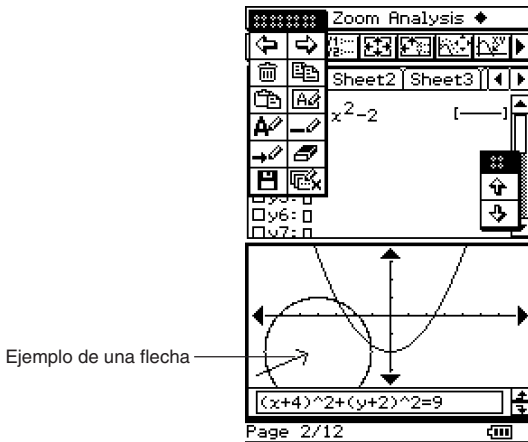 Zoom Analysis ◆
Sheet2 Sheet3
x²-2
y6:
y7:
Ejemplo de una flecha
(x+4)^2+(y+2)^2=9
Page 2/12